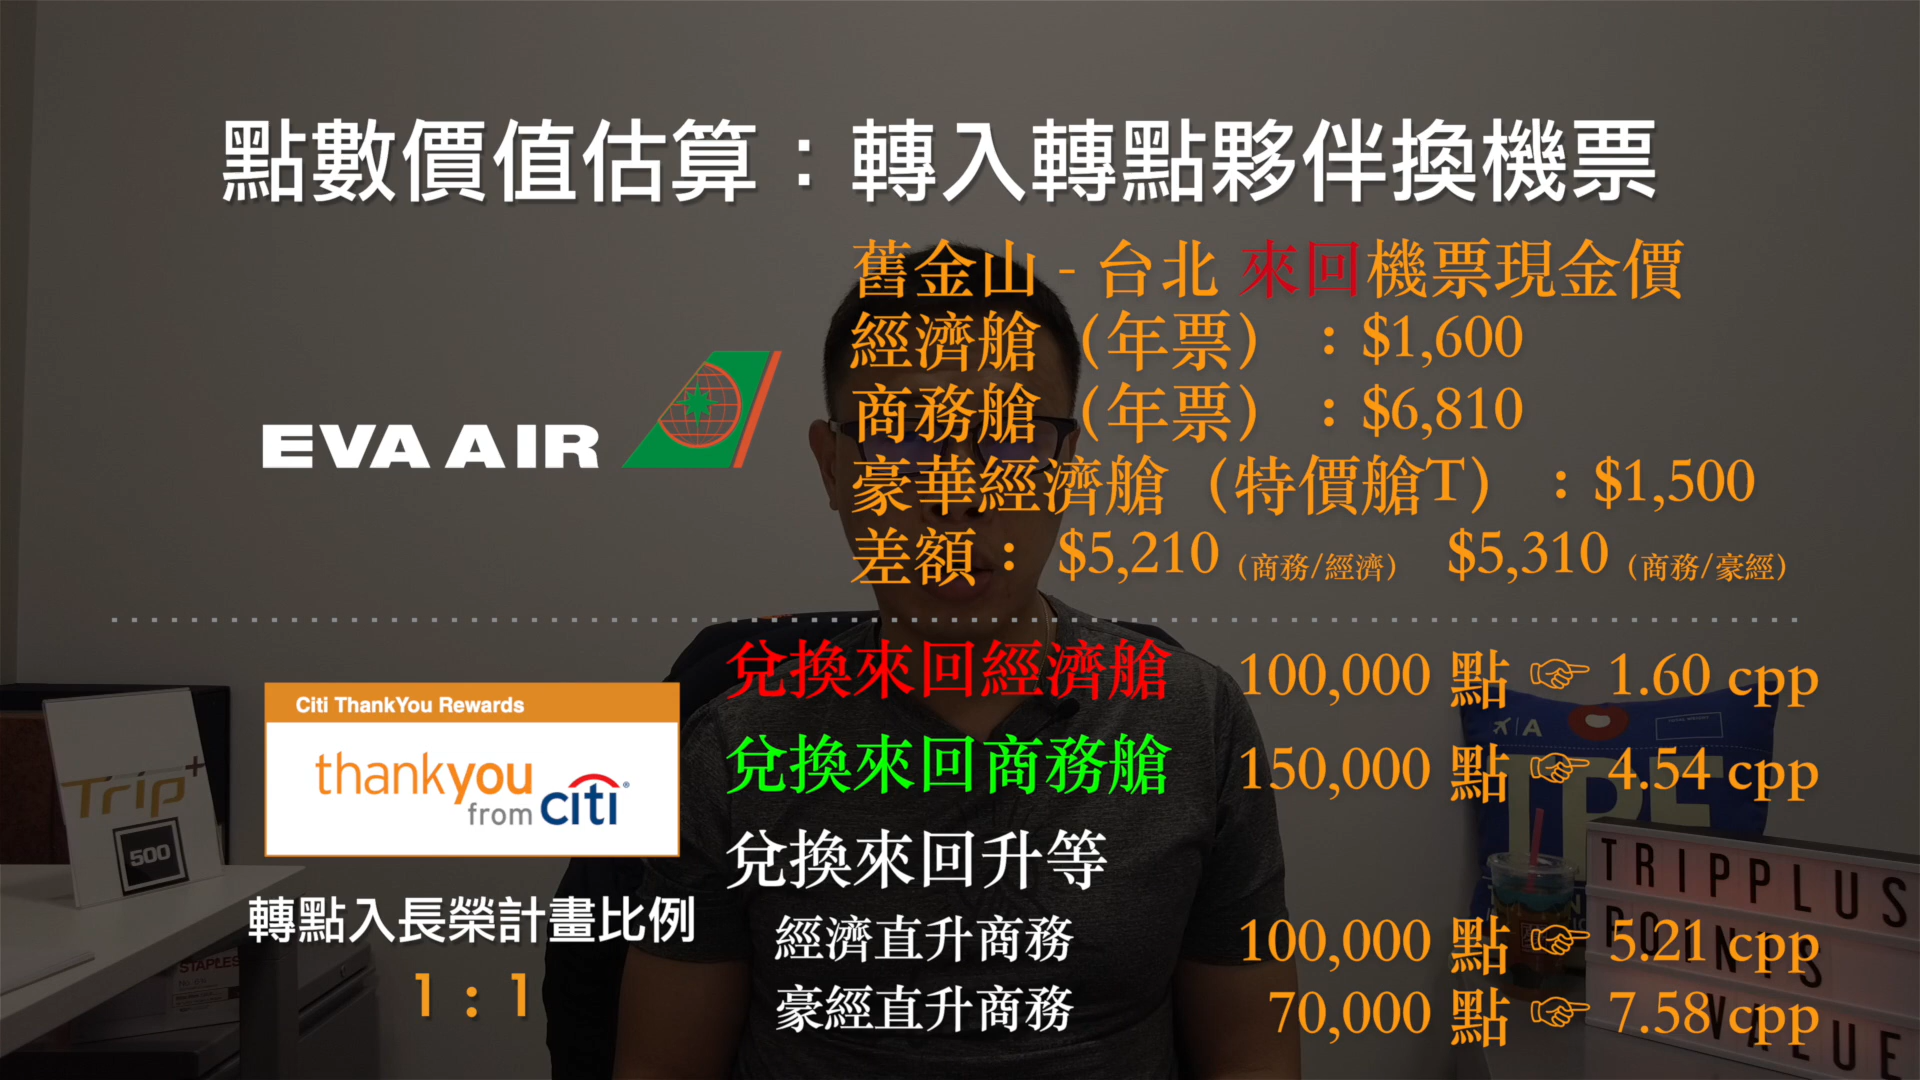 點數價值估算：轉入轉點夥伴換機票
舊金山 - 台北 來回機票現金價
經濟艙（年票）：$1,600
商務艙（年票）：$6,810
豪華經濟艙（特價艙T）：$1,500
差額： $5,210（商務/經濟） $5,310（商務/豪經）
EVA AIR
兌換來回經濟艙 100,000 點 ☞ 1.60 cpp
兌換來回商務艙 150,000 點 ☞ 4.54 cpp
兌換來回升等
經濟直升商務 100,000 點 ☞ 5.21 cpp
豪經直升商務 70,000 點 ☞ 7.58 cpp
Citi ThankYou Rewards
thankyou
from citi®
轉點入長榮計畫比例
1 : 1
Trip+
500
STAPLES
A
TPE
TRIPPLUS
POINTS
VALUE